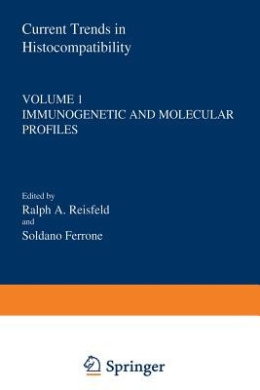 Current Trends in
Histocompatibility
VOLUME 1
IMMUNOGENETIC AND MOLECULAR
PROFILES
Edited by
Ralph A. Reisfeld
and
Soldano Ferrone
Springer